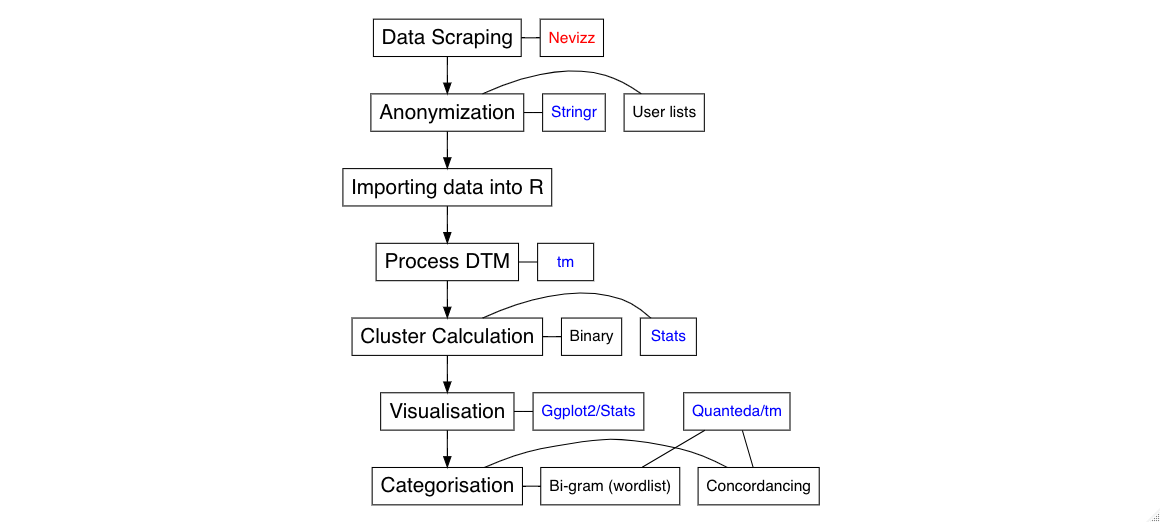 Data Scraping
Nevizz
Anonymization
Stringr
User lists
Importing data into R
Process DTM
tm
Cluster Calculation
Binary
Stats
Visualisation
Ggplot2/Stats
Quanteda/tm
Categorisation
Bi-gram (wordlist)
Concordancing